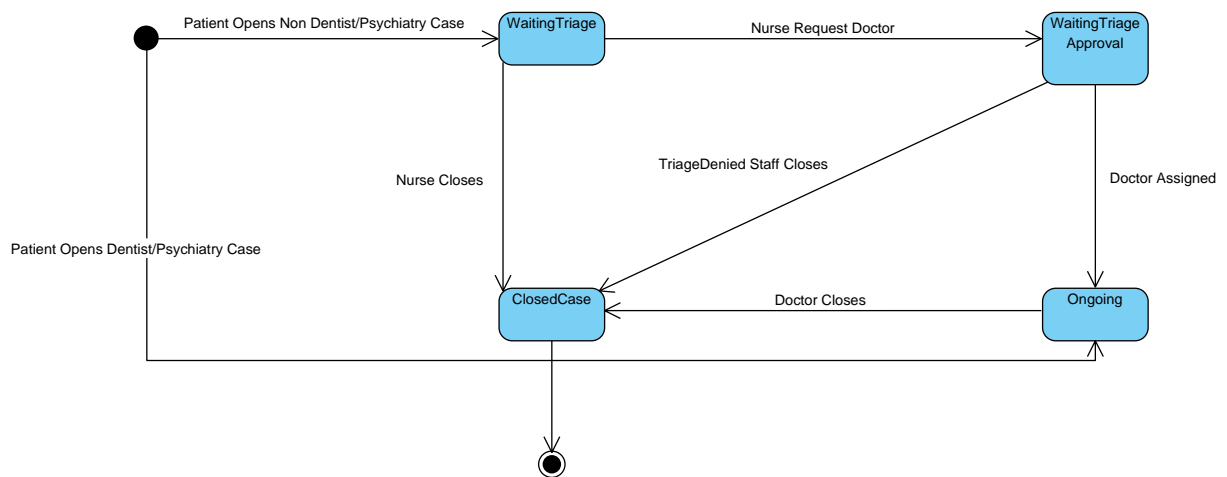 Patient Opens Non Dentist/Psychiatry Case
WaitingTriage
Nurse Request Doctor
WaitingTriage
Approval
Nurse Closes
TriageDenied Staff Closes
Doctor Assigned
Patient Opens Dentist/Psychiatry Case
ClosedCase
Doctor Closes
Ongoing